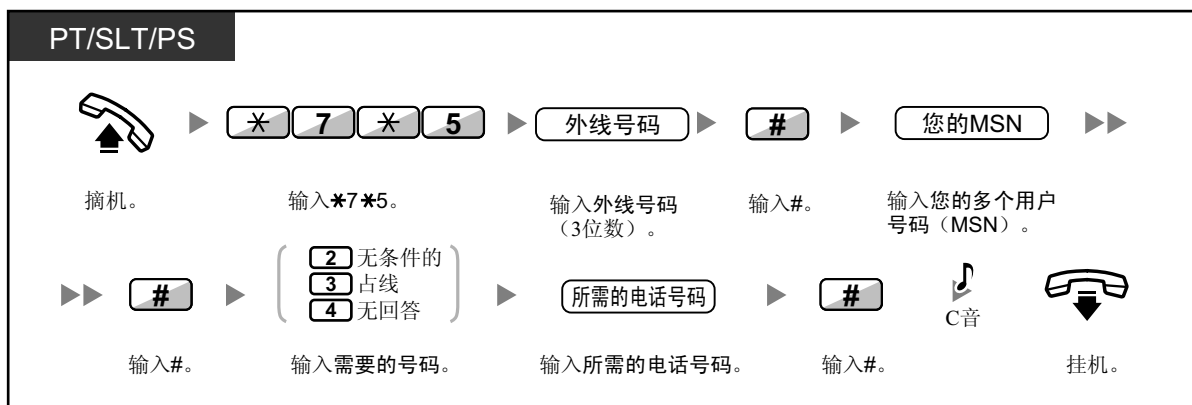 PT/SLT/PS
* 7 * 5 外线号码 # 您的MSN
摘机。 输入*7*5。 输入外线号码 输入#。 输入您的多个用户
（3位数）。 号码（MSN）。
# 2 无条件的 所需的电话号码 #
3 占线
4 无回答
C音
输入#。 输入需要的号码。 输入所需的电话号码。 输入#。 挂机。